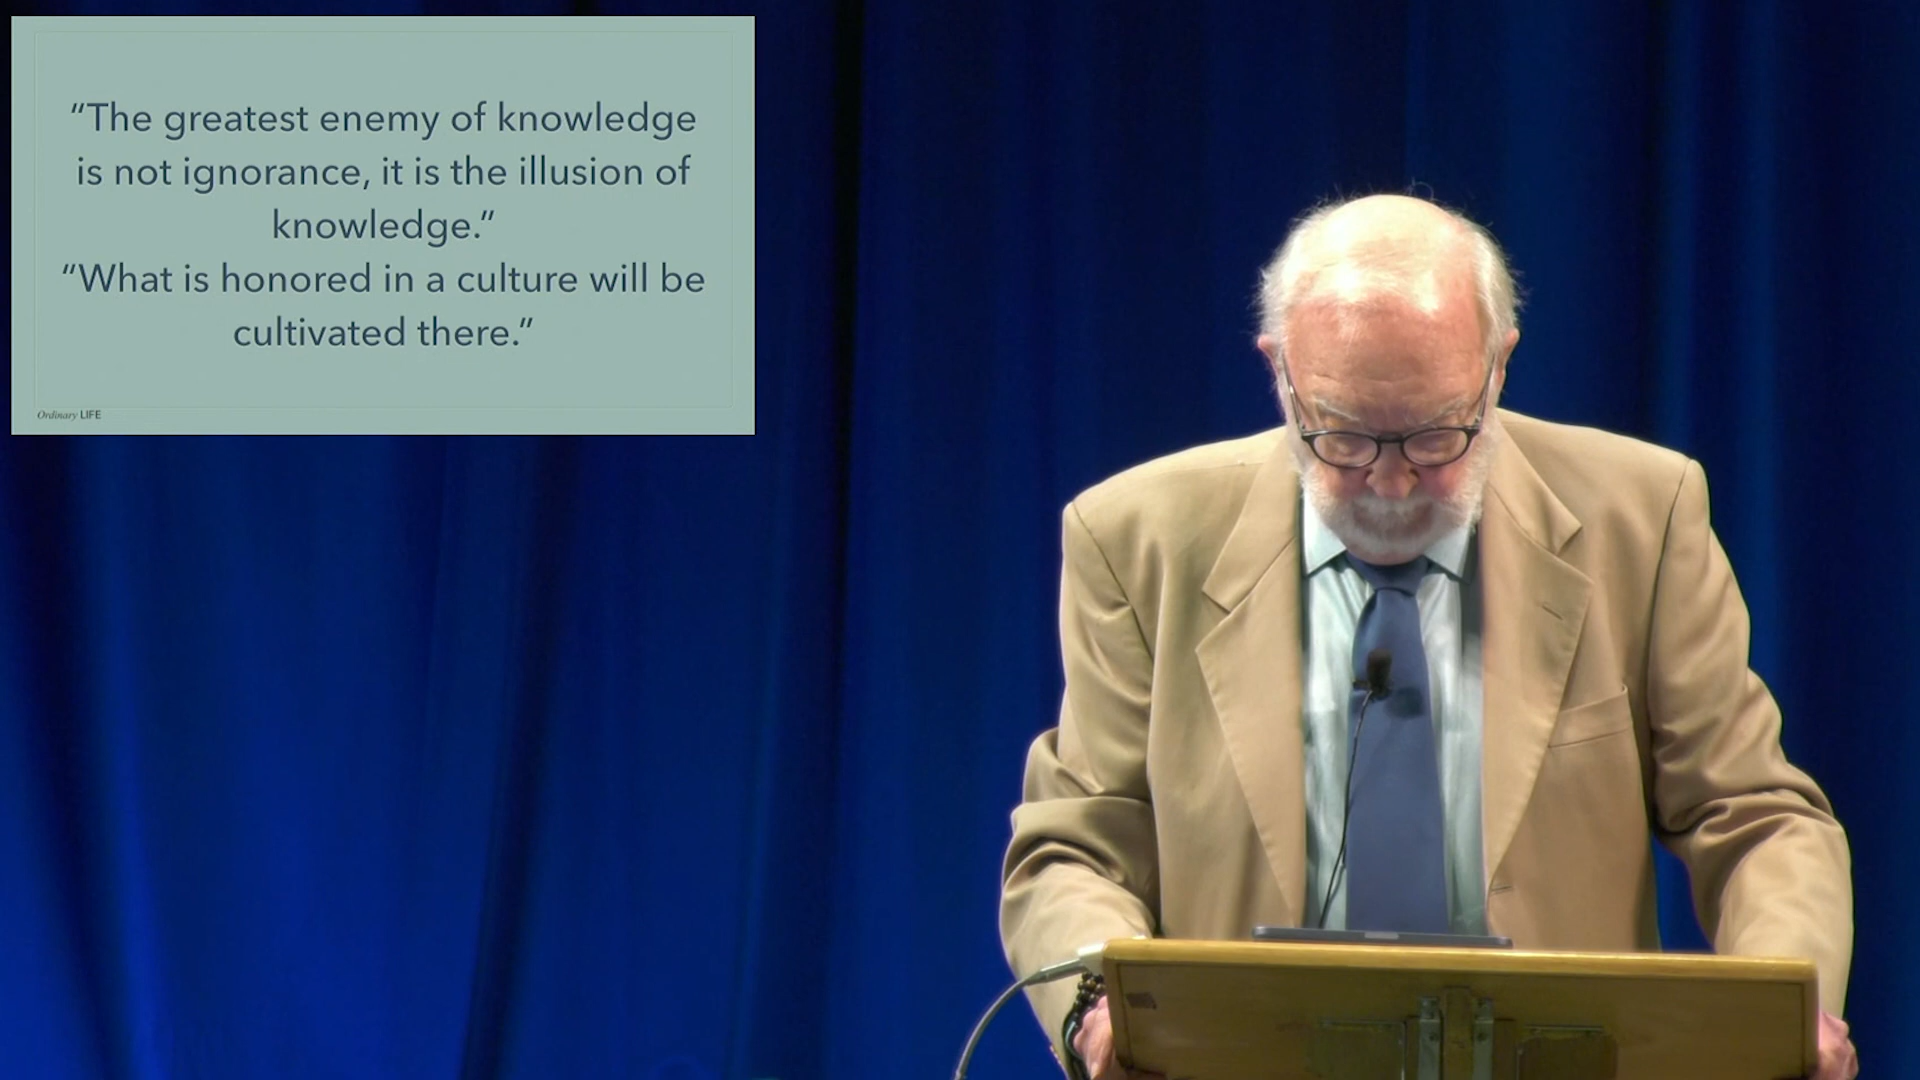 “The greatest enemy of knowledge
is not ignorance, it is the illusion of
knowledge.”
“What is honored in a culture will be
cultivated there.”
Ordinary LIFE